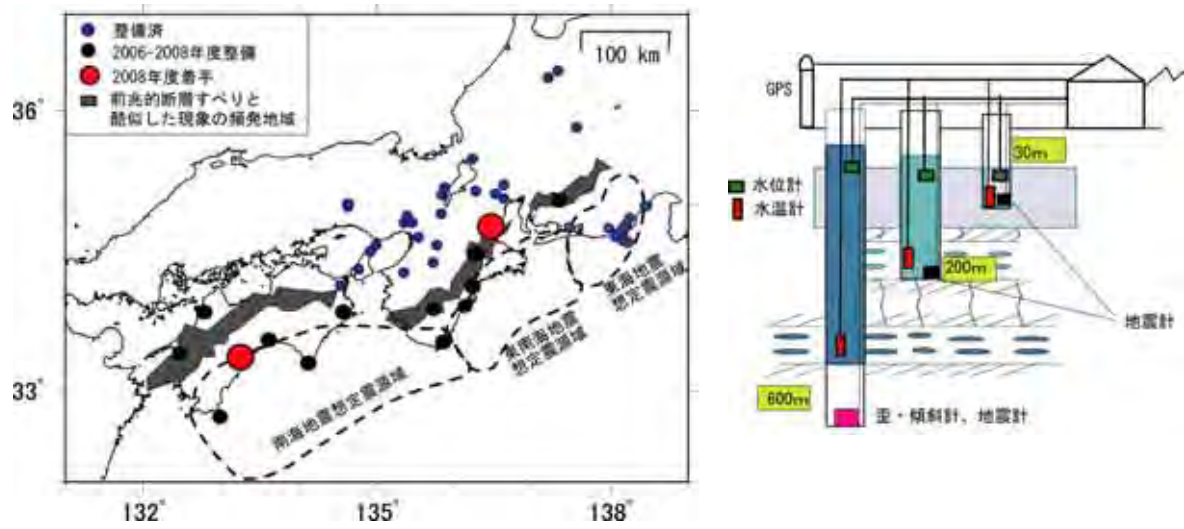 整備済
2006-2008年度整備
2008年度着手
前兆的断層すべりと
酷似した現象の頻発地域
100 km
36°
33°
132°
135°
138°
東海地震
想定震源域
東南海地震
想定震源域
南海地震想定震源域
GPS
30m
水位計
水温計
200m
地震計
600m
歪・傾斜計、地震計